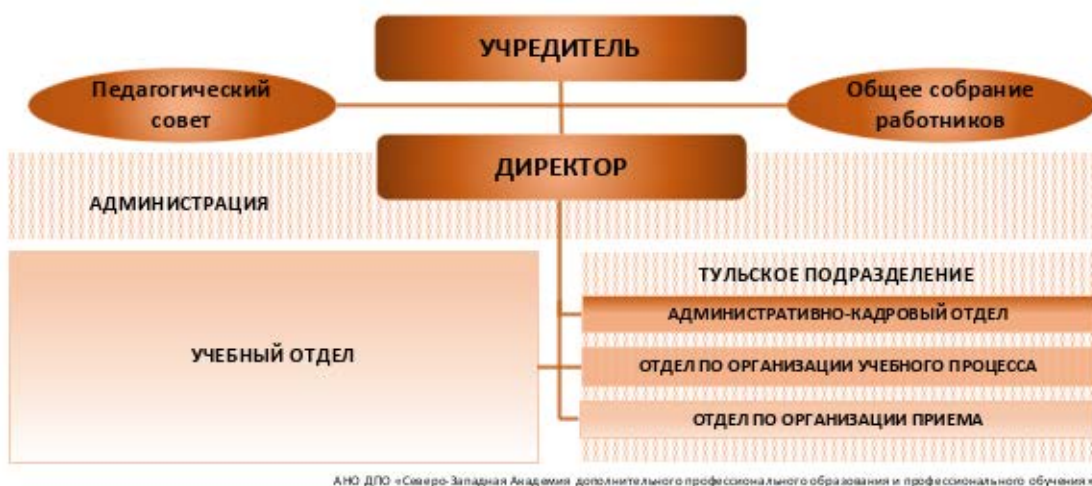 УЧРЕДИТЕЛЬ
Педагогический
совет
Общее собрание
работников
ДИРЕКТОР
АДМИНИСТРАЦИЯ
ТУЛЬСКОЕ ПОДРАЗДЕЛЕНИЕ
АДМИНИСТРАТИВНО-КАДРОВЫЙ ОТДЕЛ
УЧЕБНЫЙ ОТДЕЛ
ОТДЕЛ ПО ОРГАНИЗАЦИИ УЧЕБНОГО ПРОЦЕССА
ОТДЕЛ ПО ОРГАНИЗАЦИИ ПРИЕМА
АНО ДПО «Северо-Западная Академия дополнительного профессионального образования и профессионального обучения»